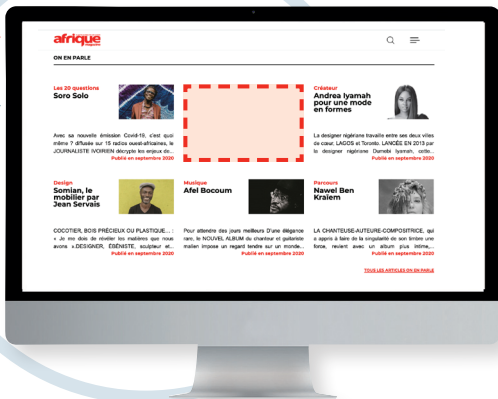 afrique
magazine
ON EN PARLE
Les 20 questions
Soro Solo
Avec sa nouvelle émission Covid-19, c'est quoi
même ? diffusée sur 15 radios ouest-africaines, le
JOURNALISTE IVOIRIEN décrypte les enjeux de...
Publié en septembre 2020
Créateur
Andrea Iyamah
pour une mode
en formes
La designer nigériane travaille entre ses deux villes
de cœur, LAGOS et Toronto. LANCÉE EN 2013 par
la designer nigériane Dumebi Iyamah, cette...
Publié en septembre 2020
Design
Somian, le
mobilier par
Jean Servais
COCOTIER, BOIS PRÉCIEUX OU PLASTIQUE... :
« Je me dois de révéler les matières que nous
avons ».DESIGNER, ÉBÉNISTE, sculpteur et...
Publié en septembre 2020
Musique
Afel Bocoum
Pour attendre des jours meilleurs D'une élégance
rare, le NOUVEL ALBUM du chanteur et guitariste
malien impose un regard tendre sur un monde...
Publié en septembre 2020
Parcours
Nawel Ben
Kraïem
LA CHANTEUSE-AUTEURE-COMPOSITRICE, qui
a appris à faire de la singularité de son timbre une
force, revient avec un album plus intime,...
Publié en septembre 2020
TOUS LES ARTICLES ON EN PARLE